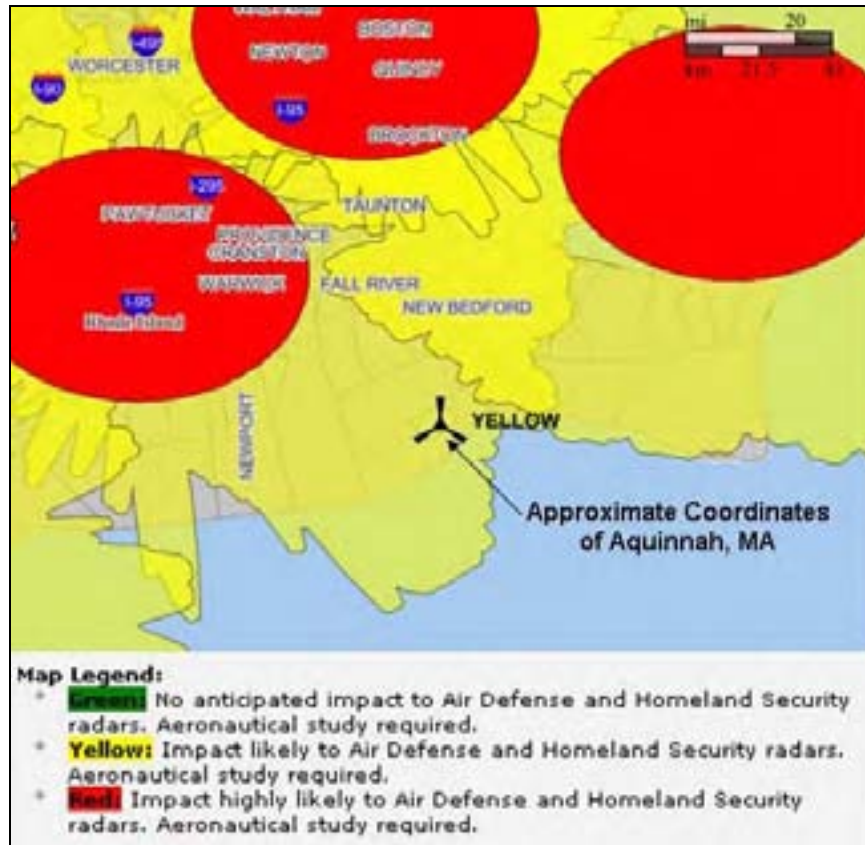 mi 20
BOSTON
I-495
NEWTON
WORCESTER
QUINCY
I-90
I-95
BROCKTON
I-295
TAUNTON
PAWTUCKET
PROVIDENCE
CRANSTON
WARWICK
FALL RIVER
I-95
NEW BEDFORD
Rhode Island
NEWPORT
YELLOW
Approximate Coordinates
of Aquinnah, MA
Map Legend:
Green: No anticipated impact to Air Defense and Homeland Security
radars. Aeronautical study required.
Yellow: Impact likely to Air Defense and Homeland Security radars.
Aeronautical study required.
Red: Impact highly likely to Air Defense and Homeland Security
radars. Aeronautical study required.